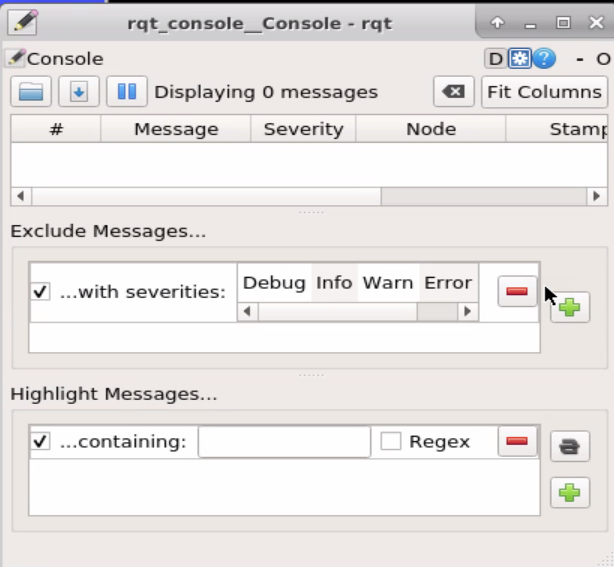 rqt_console__Console - rqt
Console D ? - O
Displaying 0 messages Fit Columns
# Message Severity Node Stamp
Exclude Messages...
...with severities: Debug Info Warn Error
Highlight Messages...
...containing: Regex